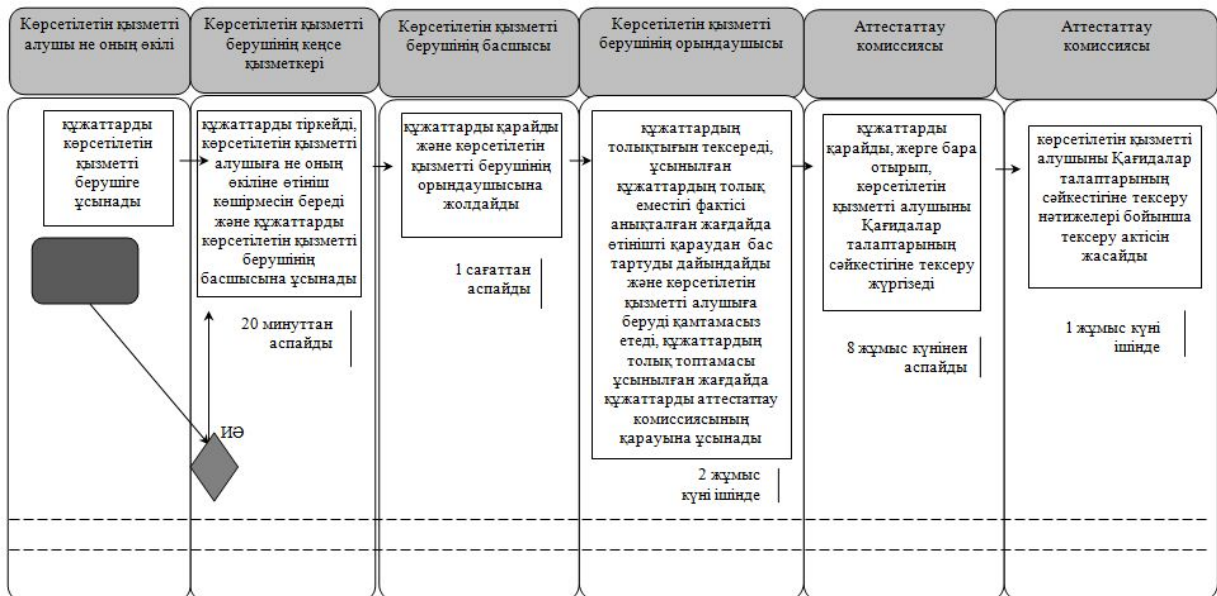 Көрсетілетін қызметті
алушы не оның өкілі
Көрсетілетін қызметті
берушінің кеңсе
қызметкері
Көрсетілетін қызметті
берушінің басшысы
Көрсетілетін қызметті
берушінің орындаушысы
Аттестаттау
комиссиясы
Аттестаттау
комиссиясы
құжаттарды
көрсетілетін
қызметті
берушіге
ұсынады
құжаттарды тіркейді,
көрсетілетін қызметті
алушыға не оның
өкіліне өтініш
көшірмесін береді
және құжаттарды
көрсетілетін қызметті
берушінің
басшысына ұсынады
20 минуттан
аспайды
ИӘ
құжаттарды қарайды
және көрсетілетін
қызметті берушінің
орындаушысына
жолдайды
1 сағаттан
аспайды
құжаттардың
толықтығын тексереді,
ұсынылған
құжаттардың толық
еместігі фактісі
анықталған жағдайда
өтінішті қараудан бас
тартуды дайындайды
және көрсетілетін
қызметті алушыға
беруді қамтамасыз
етеді, құжаттардың
толық топтамасы
ұсынылған жағдайда
құжаттарды аттестаттау
комиссиясының
қарауына ұсынады
2 жұмыс
күні ішінде
құжаттарды
қарайды, жерге бара
отырып,
көрсетілетін
қызметті алушыны
Қағидалар
талаптарының
сәйкестігіне тексеру
жүргізеді
8 жұмыс күнінен
аспайды
көрсетілетін қызметті
алушыны Қағидалар
талаптарының
сәйкестігіне тексеру
нәтижелері бойынша
тексеру актісін
жасайды
1 жұмыс күні
ішінде